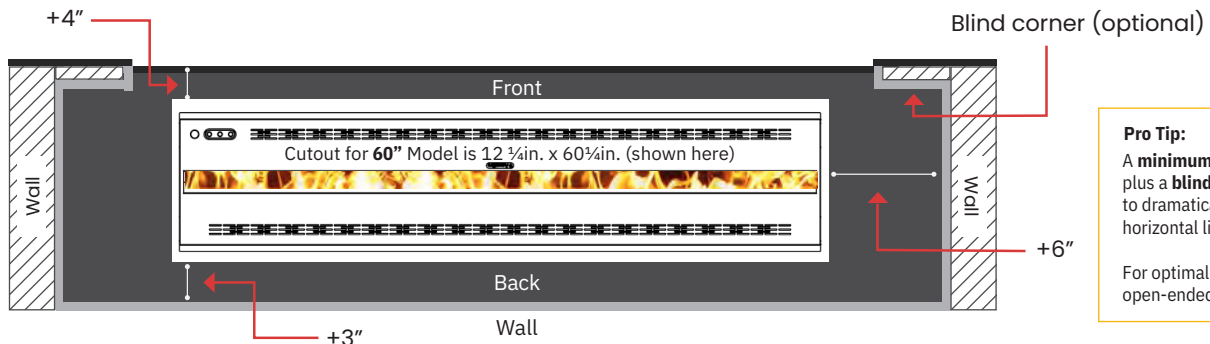 +4”
Blind corner (optional)
Front
Cutout for 60” Model is 12 ¼in. x 60¼in. (shown here)
Wall
Wall
Pro Tip:
A minimum
plus a blind
to dramatica
horizontal li
For optimal
open-ended
+6”
Back
Wall
+3”